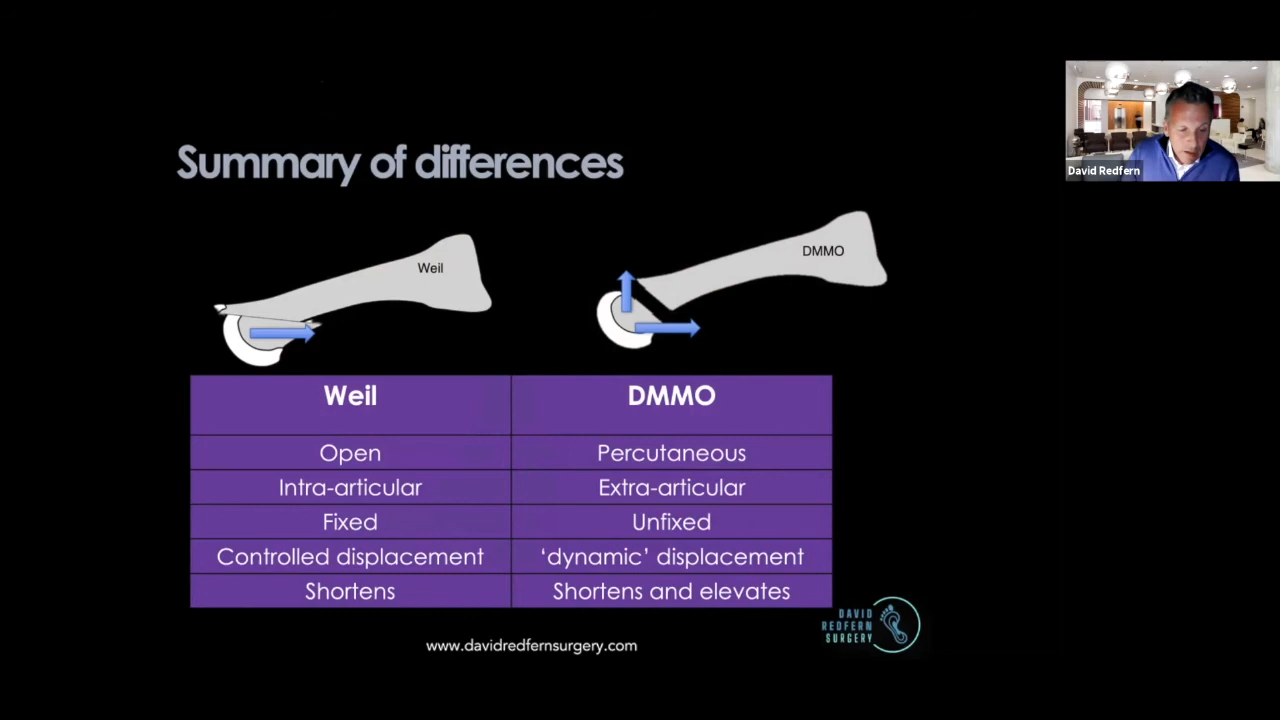 David Redfern
Summary of differences
Weil
DMMO
Weil DMMO
Open Percutaneous
Intra-articular Extra-articular
Fixed Unfixed
Controlled displacement ‘dynamic’ displacement
Shortens Shortens and elevates
DAVID
REDFERN
SURGERY
www.davidredfernsurgery.com